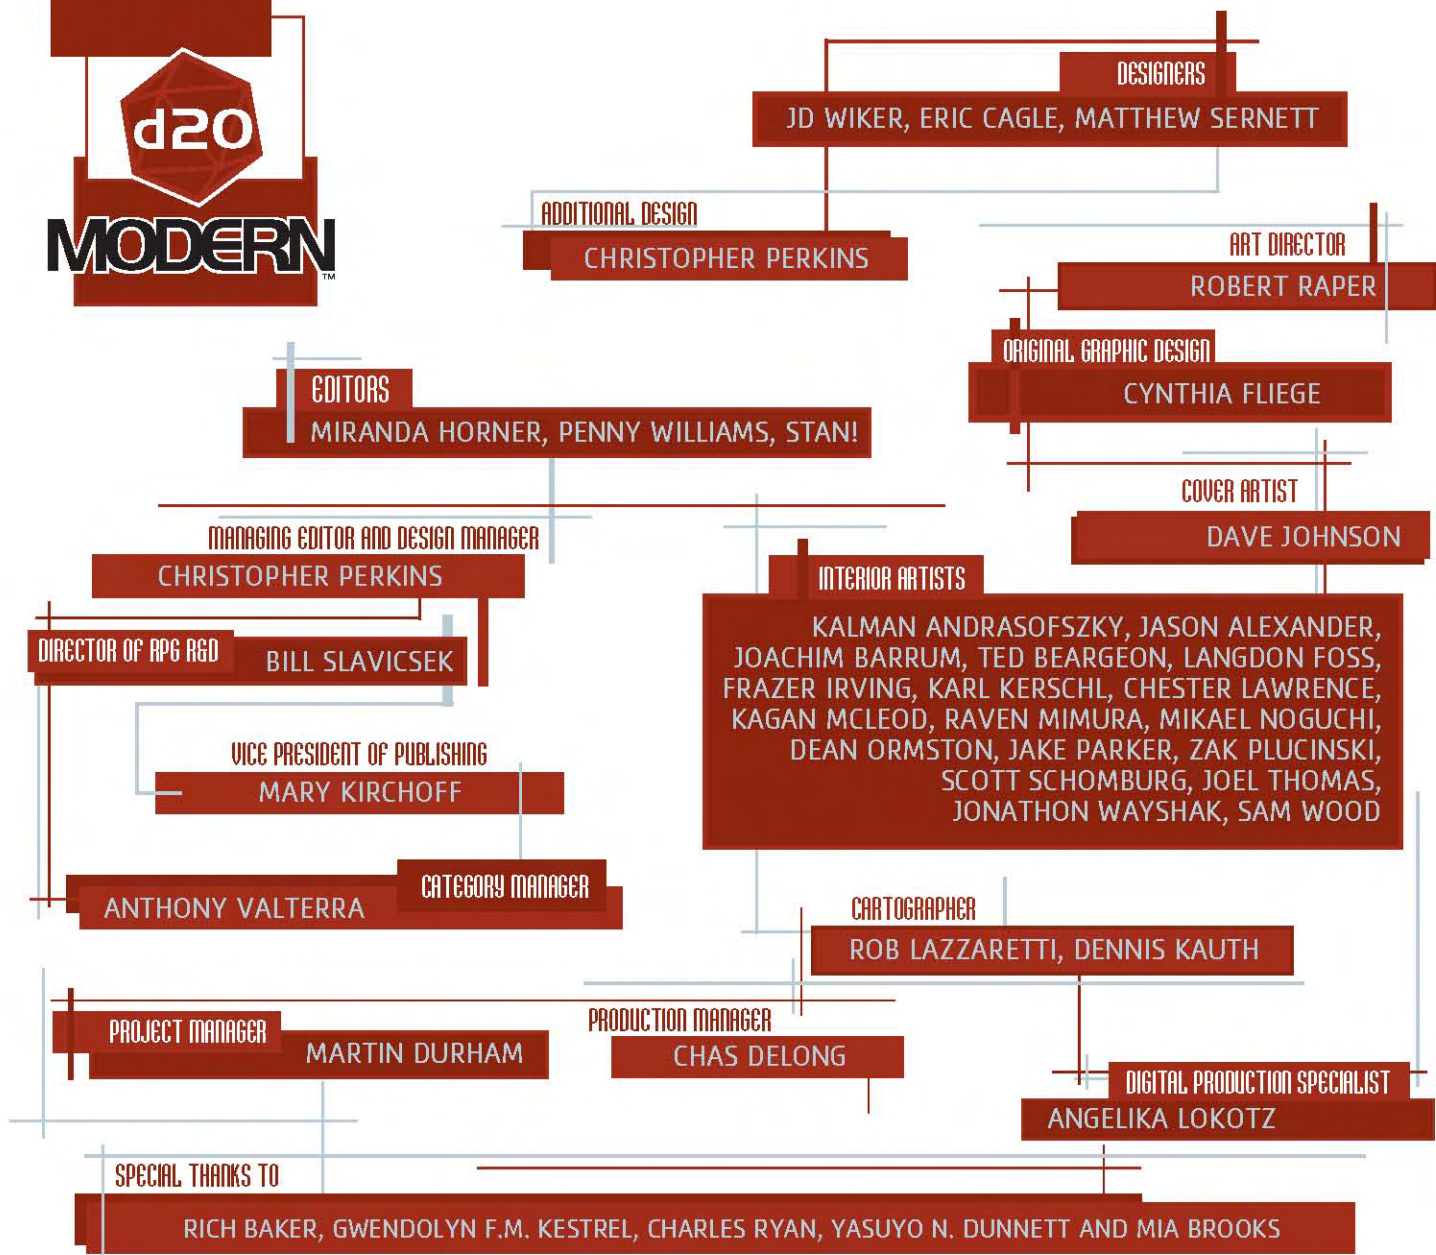 d20
MODERN
TM
DESIGNERS
JD WIKER, ERIC CAGLE, MATTHEW SERNETT
ADDITIONAL DESIGN
CHRISTOPHER PERKINS
ART DIRECTOR
ROBERT RAPER
ORIGINAL GRAPHIC DESIGN
CYNTHIA FLIEGE
EDITORS
MIRANDA HORNER, PENNY WILLIAMS, STAN!
COVER ARTIST
DAVE JOHNSON
MANAGING EDITOR AND DESIGN MANAGER
CHRISTOPHER PERKINS
INTERIOR ARTISTS
KALMAN ANDRASOFSZKY, JASON ALEXANDER,
JOACHIM BARRUM, TED BEARGEON, LANGDON FOSS,
FRAZER IRVING, KARL KERSCHL, CHESTER LAWRENCE,
KAGAN MCLEOD, RAVEN MIMURA, MIKAEL NOGUCHI,
DEAN ORMSTON, JAKE PARKER, ZAK PLUCINSKI,
SCOTT SCHOMBURG, JOEL THOMAS,
JONATHON WAYSHAK, SAM WOOD
DIRECTOR OF RPG R&D
BILL SLAVICSEK
VICE PRESIDENT OF PUBLISHING
MARY KIRCHOFF
CATEGORY MANAGER
ANTHONY VALTERRA
CARTOGRAPHER
ROB LAZZARETTI, DENNIS KAUTH
PROJECT MANAGER
MARTIN DURHAM
PRODUCTION MANAGER
CHAS DELONG
DIGITAL PRODUCTION SPECIALIST
ANGELIKA LOKOTZ
SPECIAL THANKS TO
RICH BAKER, GWENDOLYN F.M. KESTREL, CHARLES RYAN, YASUYO N. DUNNETT AND MIA BROOKS